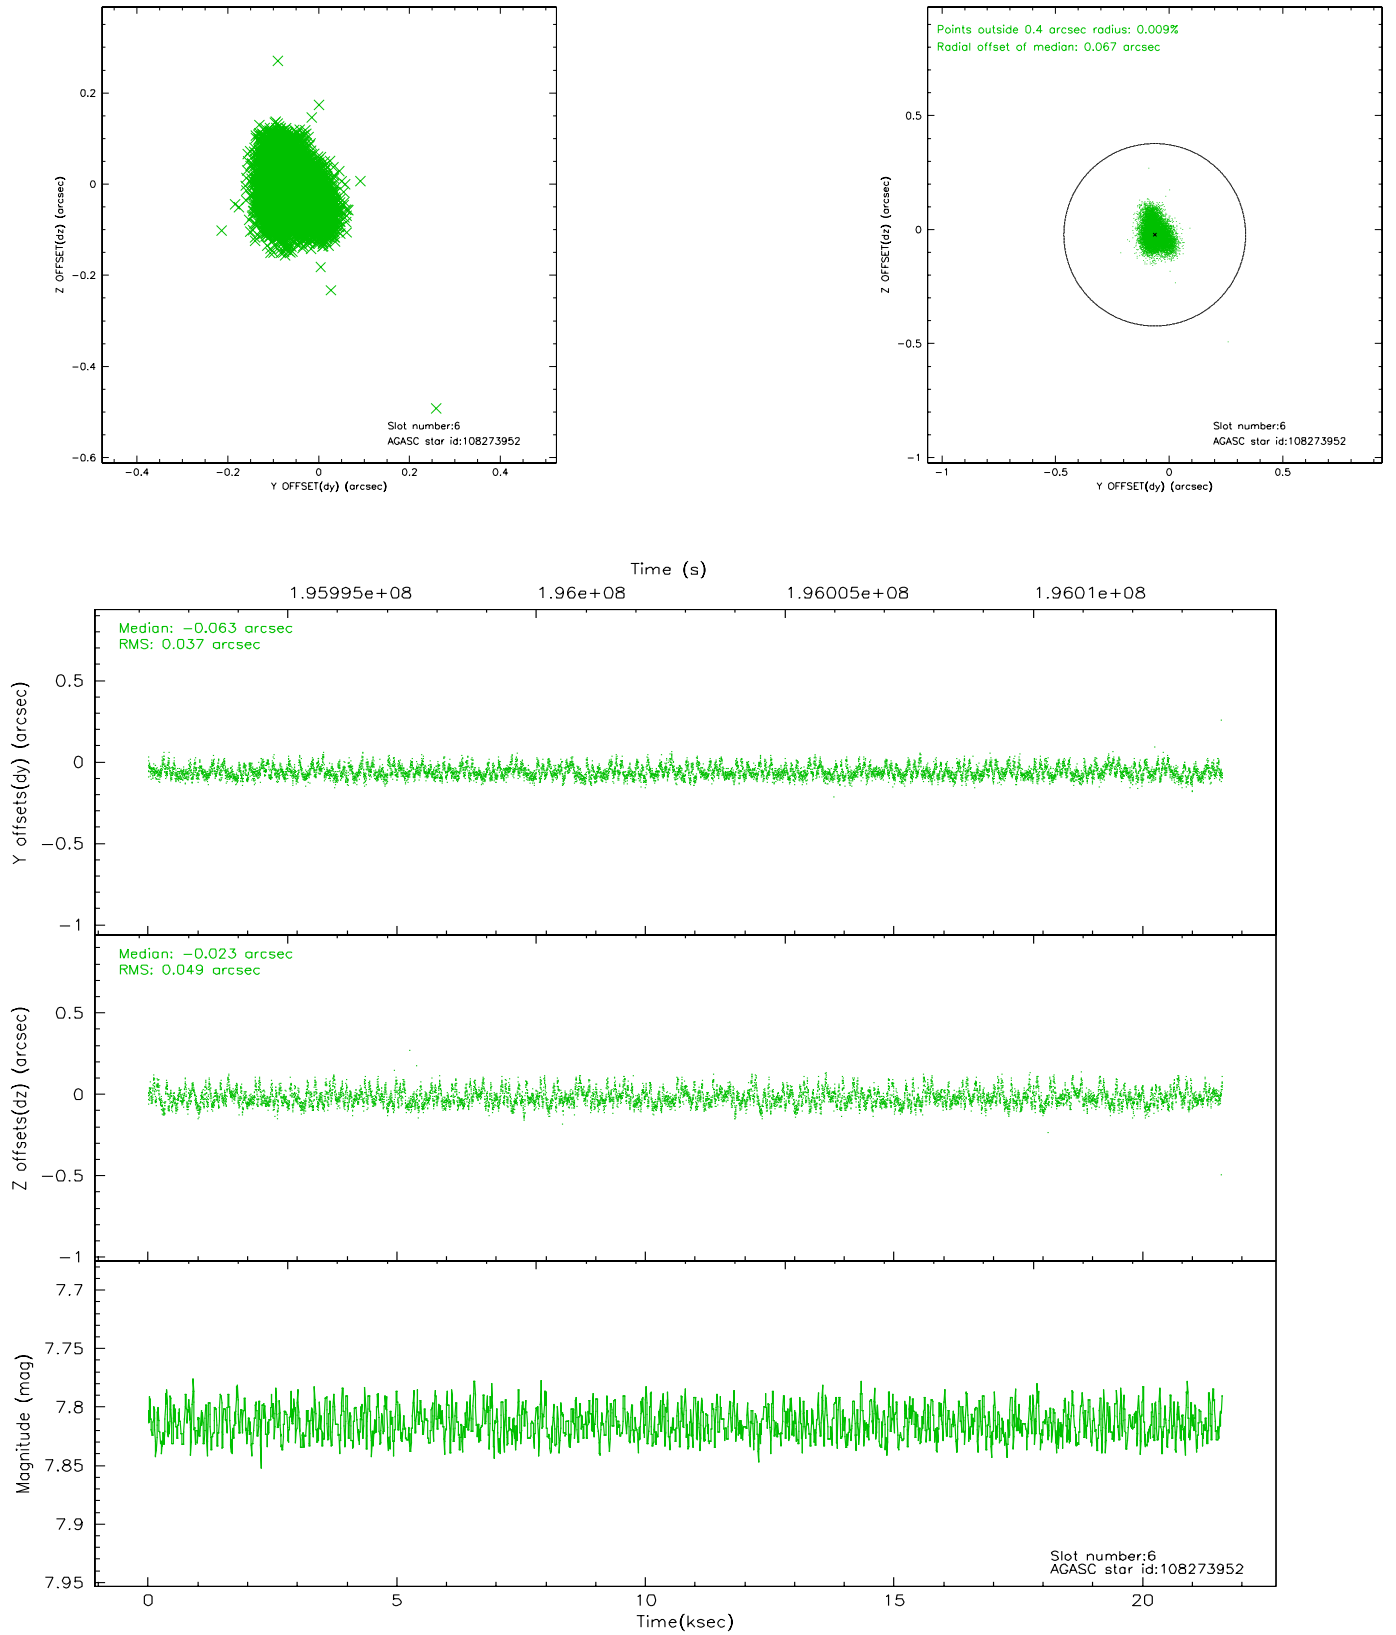 0.2
0
−0.2
−0.4
−0.6
Z OFFSET(dz) (arcsec)
Slot number:6
AGASC star id:108273952
−0.4 −0.2 0 0.2 0.4
Y OFFSET(dy) (arcsec)
Points outside 0.4 arcsec radius: 0.009%
Radial offset of median: 0.067 arcsec
0.5
0
−0.5
−1
Z OFFSET(dz) (arcsec)
Slot number:6
AGASC star id:108273952
−1 −0.5 0 0.5
Y OFFSET(dy) (arcsec)
Time (s)
1.95995e+08 1.96e+08 1.96005e+08 1.9601e+08
Median: −0.063 arcsec
RMS: 0.037 arcsec
0.5
0
−0.5
−1
Y offsets(dy) (arcsec)
Median: −0.023 arcsec
RMS: 0.049 arcsec
0.5
0
−0.5
−1
Z offsets(dz) (arcsec)
7.7
7.75
7.8
7.85
7.9
7.95
Magnitude (mag)
Slot number:6
AGASC star id:108273952
0 5 10 15 20
Time(ksec)